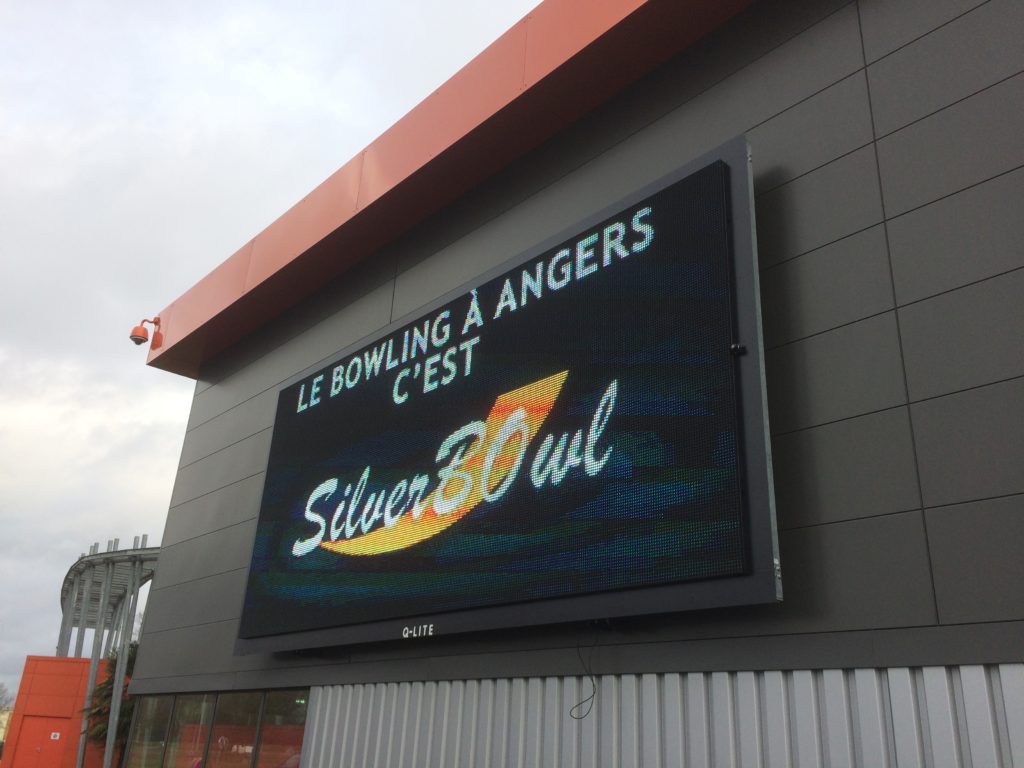 LE BOWLING À ANGERS
C'EST
SilverBOwl
Q-LITE